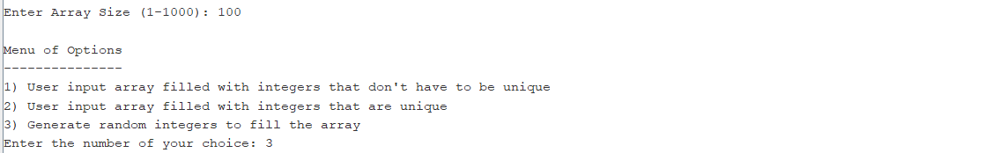 Enter Array Size (1-1000): 100
Menu of Options
---------------
1) User input array filled with integers that don't have to be unique
2) User input array filled with integers that are unique
3) Generate random integers to fill the array
Enter the number of your choice: 3